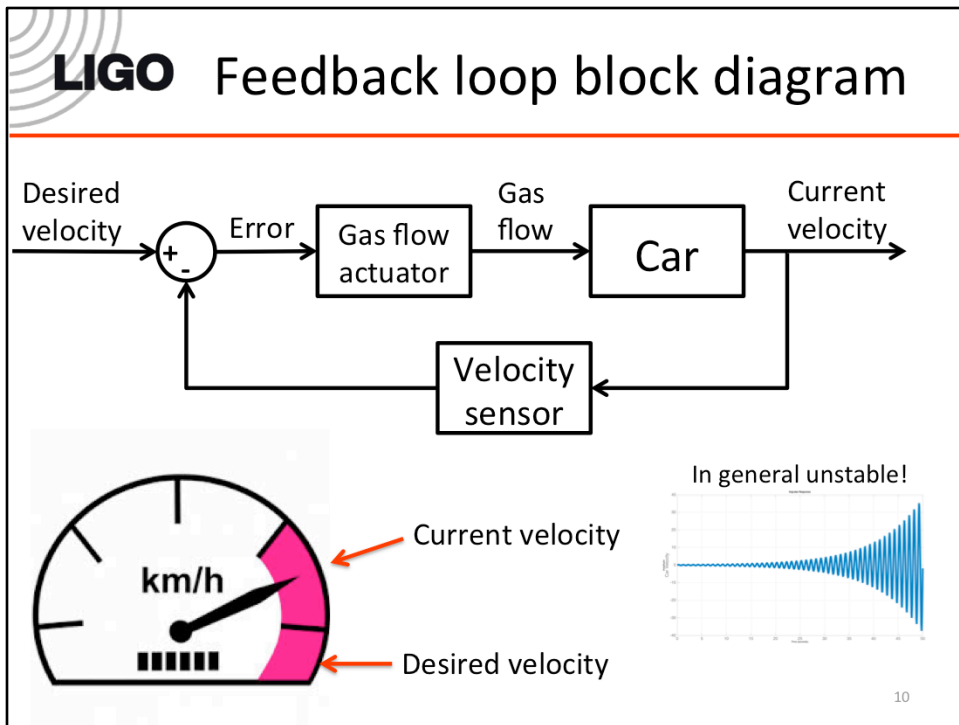 LIGO Feedback loop block diagram
Desired
velocity
+
-
Error
Gas flow
actuator
Gas
flow
Car
Current
velocity
Velocity
sensor
km/h
Current velocity
Desired velocity
In general unstable!
10